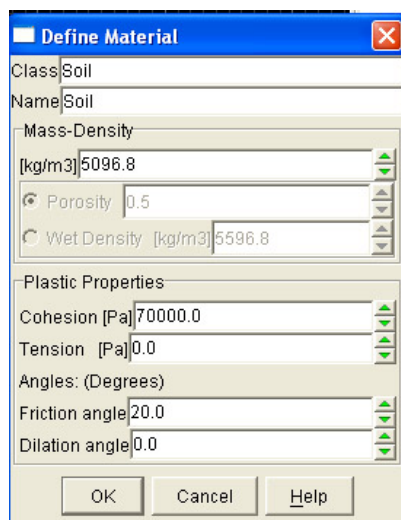 Define Material
Class Soil
Name Soil
Mass-Density
[kg/m3] 5096.8
Porosity 0.5
Wet Density [kg/m3] 5596.8
Plastic Properties
Cohesion [Pa] 70000.0
Tension [Pa] 0.0
Angles: (Degrees)
Friction angle 20.0
Dilation angle 0.0
OK Cancel Help